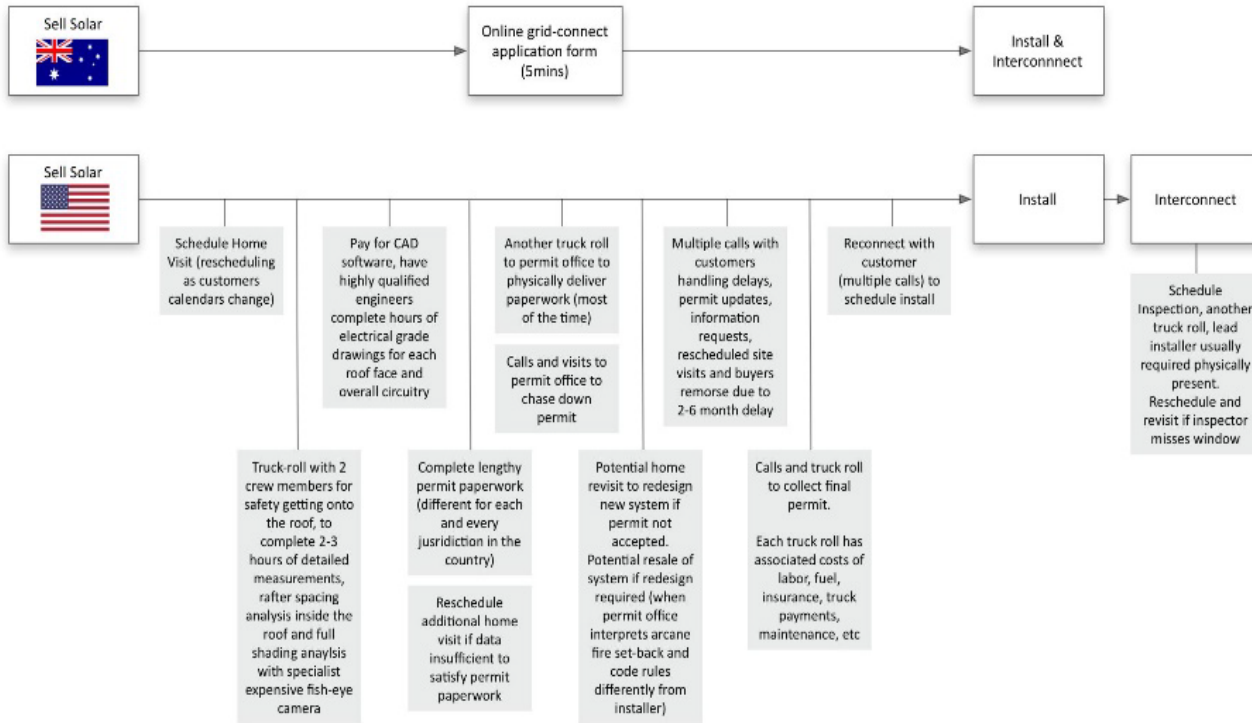 Sell Solar
Online grid-connect
application form
(5mins)
Install &
Interconnnect
Sell Solar
Install
Interconnect
Schedule Home
Visit (rescheduling
as customers
calendars change)
Truck-roll with 2
crew members for
safety getting onto
the roof, to
complete 2-3
hours of detailed
measurements,
rafter spacing
analysis inside the
roof and full
shading anaylsis
with specialist
expensive fish-eye
camera
Pay for CAD
software, have
highly qualified
engineers
complete hours of
electrical grade
drawings for each
roof face and
overall circuitry
Complete lengthy
permit paperwork
(different for each
and every
jusridiction in the
country)
Reschedule
additional home
visit if data
insufficient to
satisfy permit
paperwork
Another truck roll
to permit office to
physically deliver
paperwork (most
of the time)
Calls and visits to
permit office to
chase down
permit
Potential home
revisit to redesign
new system if
permit not
accepted.
Potential resale of
system if redesign
required (when
permit office
interprets arcane
fire set-back and
code rules
differently from
installer)
Multiple calls with
customers
handling delays,
permit updates,
information
requests,
rescheduled site
visits and buyers
remorse due to
2-6 month delay
Calls and truck roll
to collect final
permit.
Each truck roll has
associated costs of
labor, fuel,
insurance, truck
payments,
maintenance, etc
Reconnect with
customer
(multiple calls) to
schedule install
Schedule
Inspection, another
truck roll, lead
installer usually
required physically
present.
Reschedule and
revisit if inspector
misses window